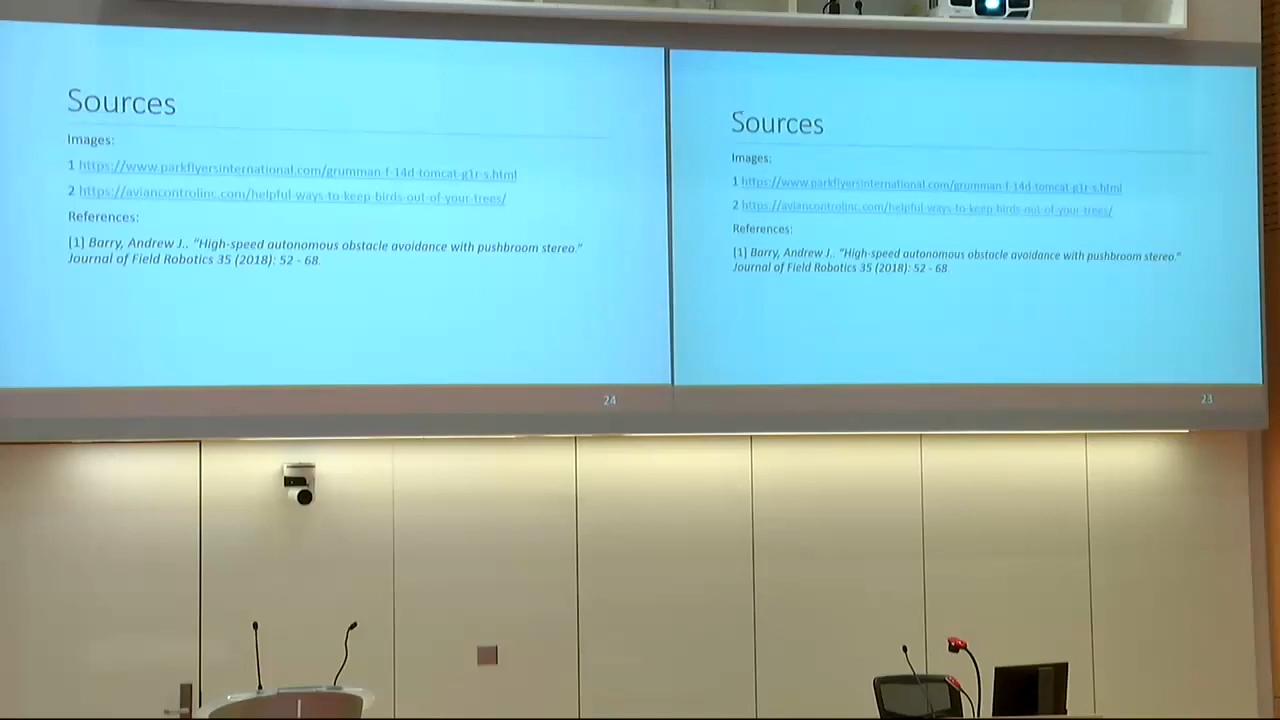 Sources
Images:
1 https://www.parkflyersinternational.com/grumman-f-14d-tomcat-g1r-s.html
2 https://aviancontrolinc.com/helpful-ways-to-keep-birds-out-of-your-trees/
References:
[1] Barry, Andrew J.. "High-speed autonomous obstacle avoidance with pushbroom stereo."
Journal of Field Robotics 35 (2018): 52 - 68.
24
Sources
Images:
1 https://www.parkflyersinternational.com/grumman-f-14d-tomcat-g1r-s.html
2 https://aviancontrolinc.com/helpful-ways-to-keep-birds-out-of-your-trees/
References:
[1] Barry, Andrew J.. "High-speed autonomous obstacle avoidance with pushbroom stereo."
Journal of Field Robotics 35 (2018): 52 - 68.
23